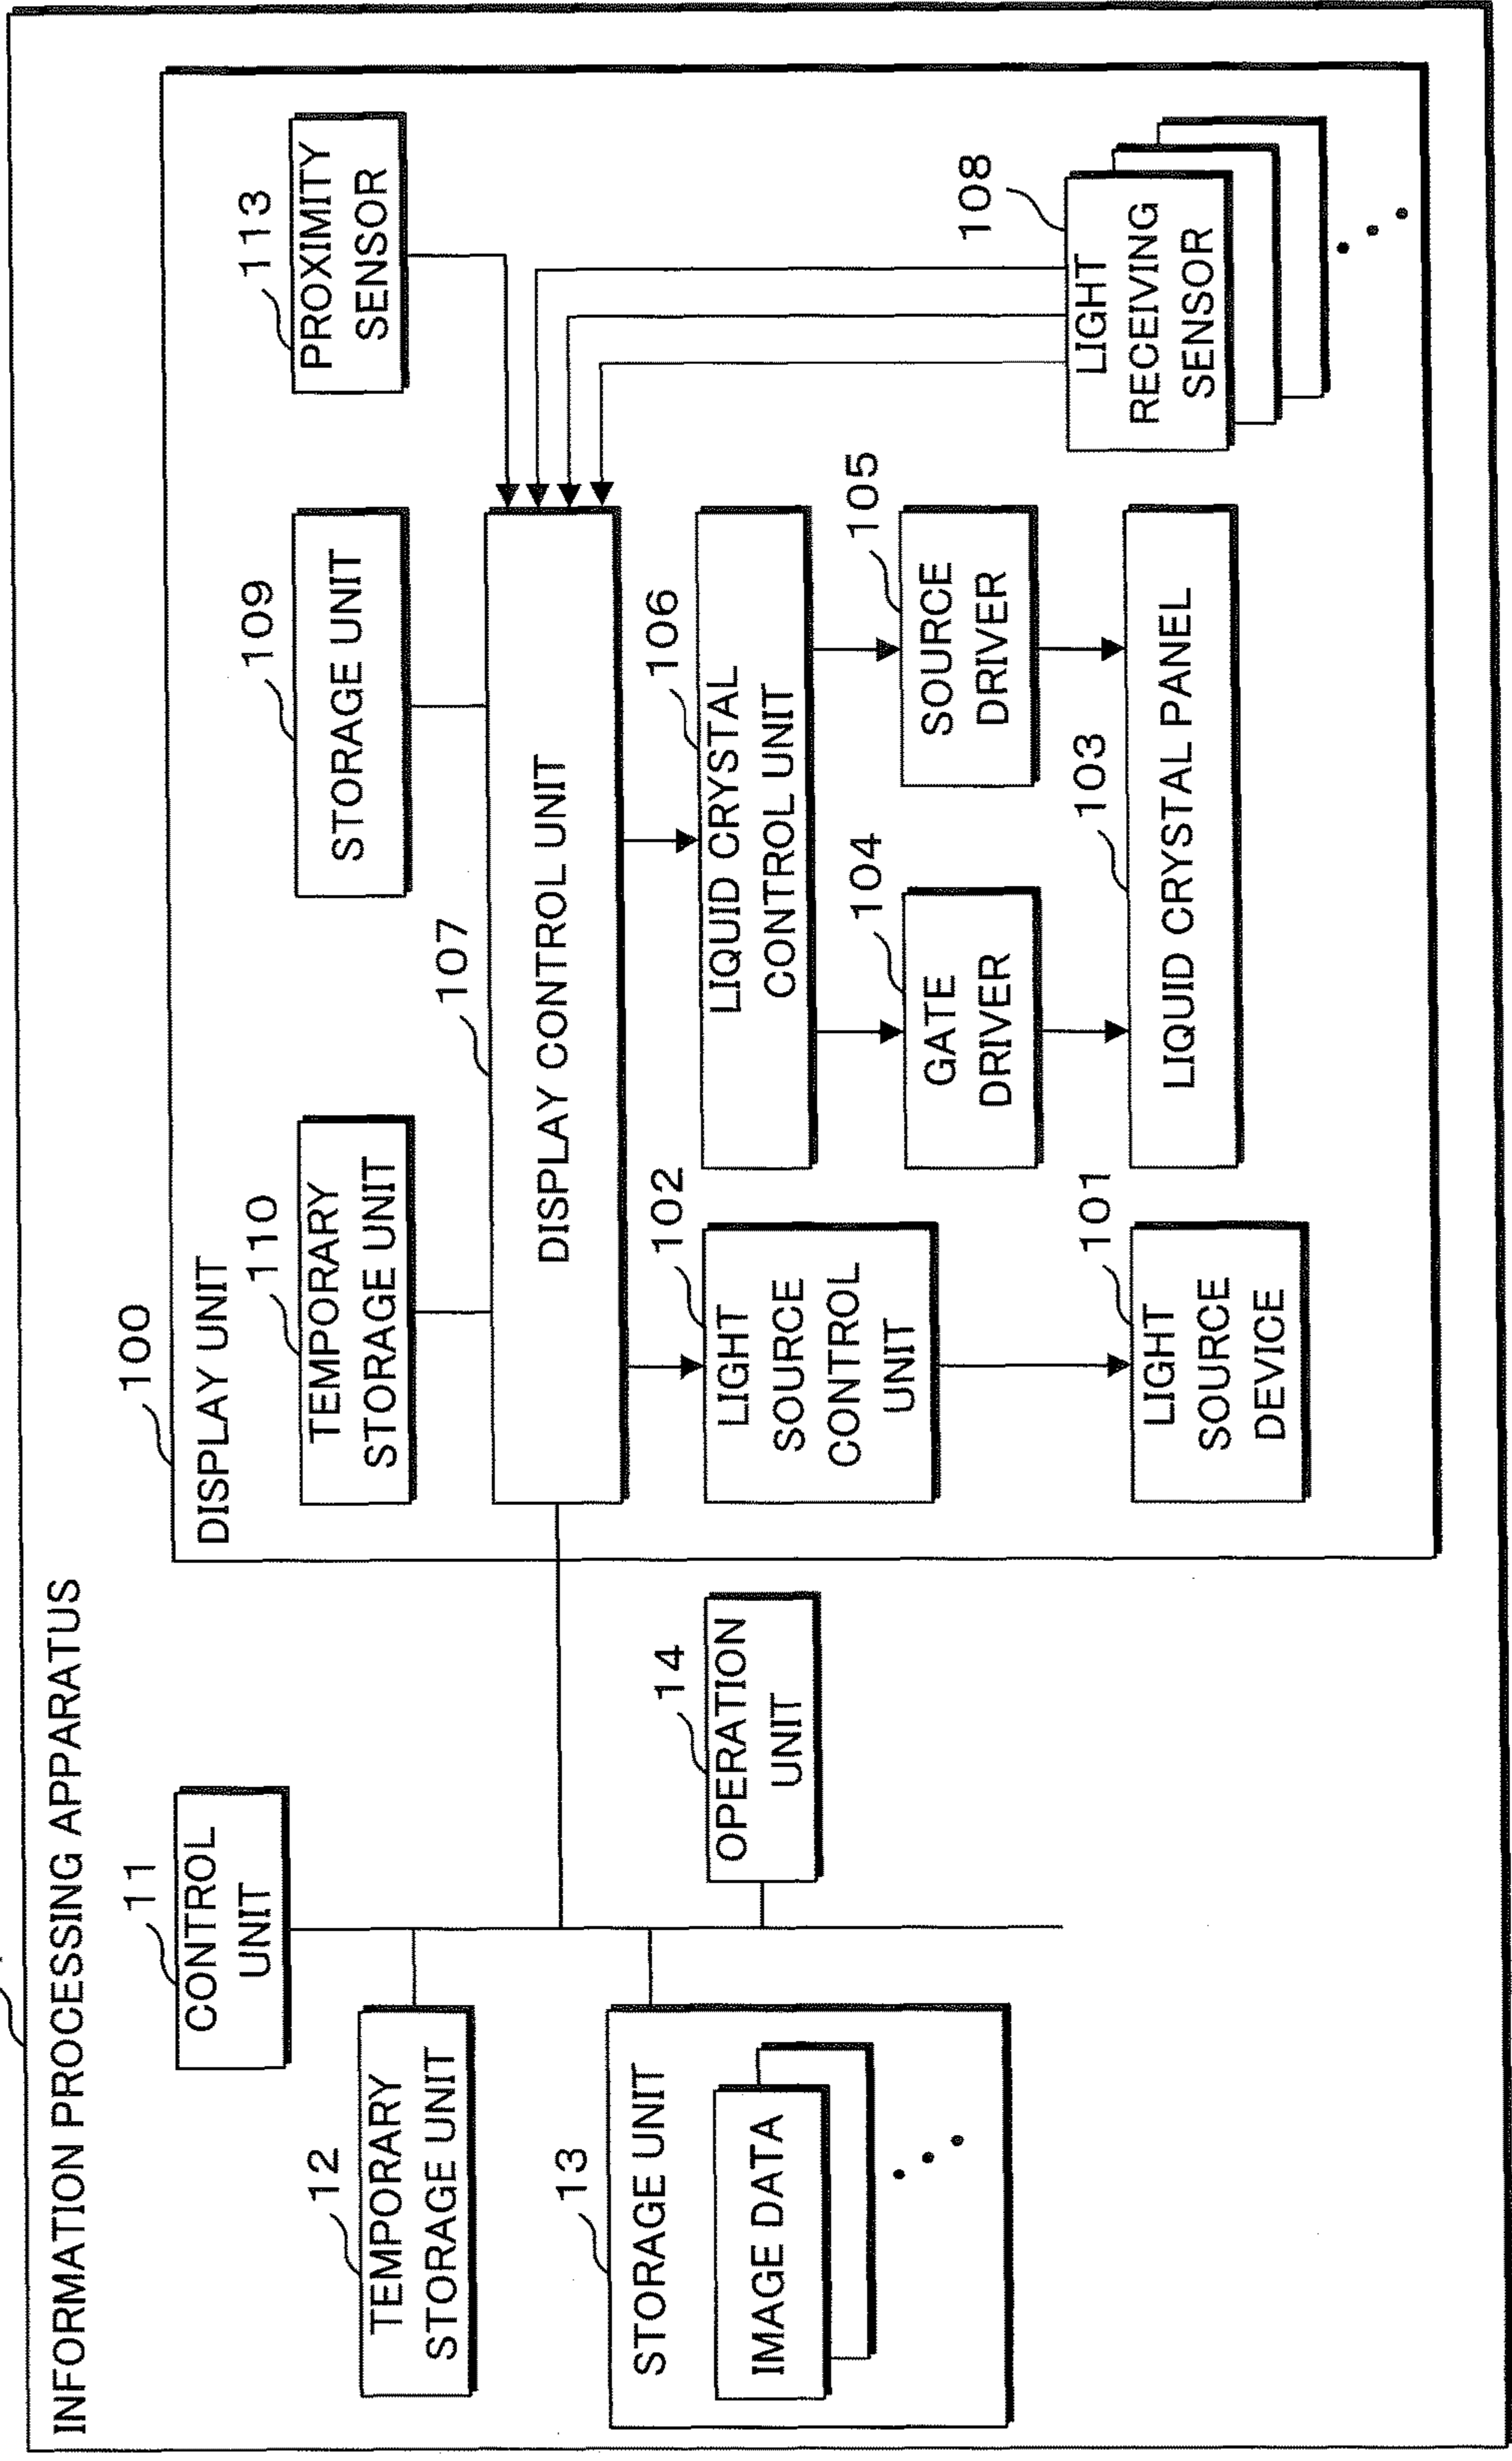 INFORMATION PROCESSING APPARATUS
11
CONTROL
UNIT
12
TEMPORARY
STORAGE UNIT
13
STORAGE UNIT
IMAGE DATA
14
OPERATION
UNIT
100
DISPLAY UNIT
110
TEMPORARY
STORAGE UNIT
109
STORAGE UNIT
113
PROXIMITY
SENSOR
107
DISPLAY CONTROL UNIT
102
LIGHT
SOURCE
CONTROL
UNIT
106
LIQUID CRYSTAL
CONTROL UNIT
104
GATE
DRIVER
105
SOURCE
DRIVER
108
LIGHT
RECEIVING
SENSOR
101
LIGHT
SOURCE
DEVICE
103
LIQUID CRYSTAL PANEL